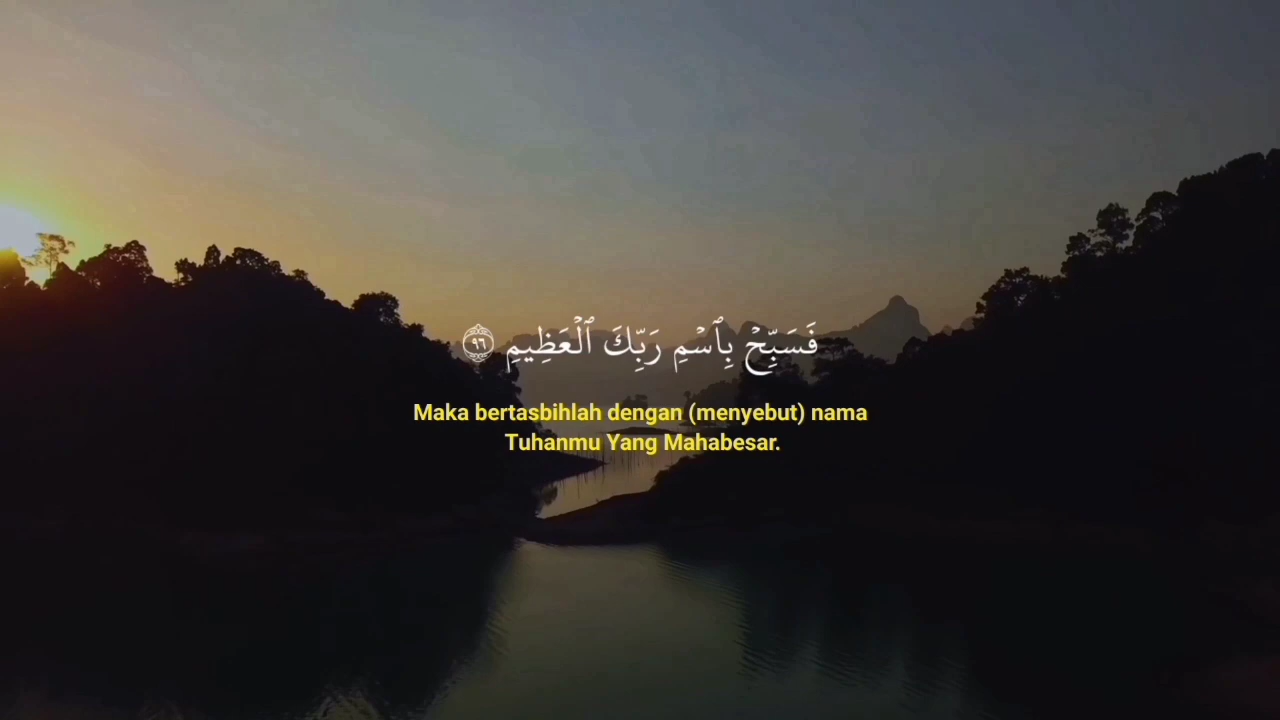 فَسَبِّحْ بِٱسْمِ رَبِّكَ ٱلْعَظِيمِ ٩٦
Maka bertasbihlah dengan (menyebut) nama
Tuhanmu Yang Mahabesar.